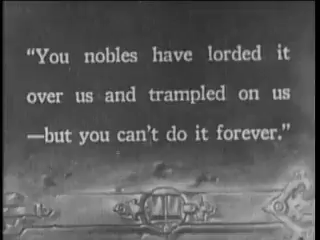 “You nobles have lorded it
over us and trampled on us
—but you can’t do it forever.”